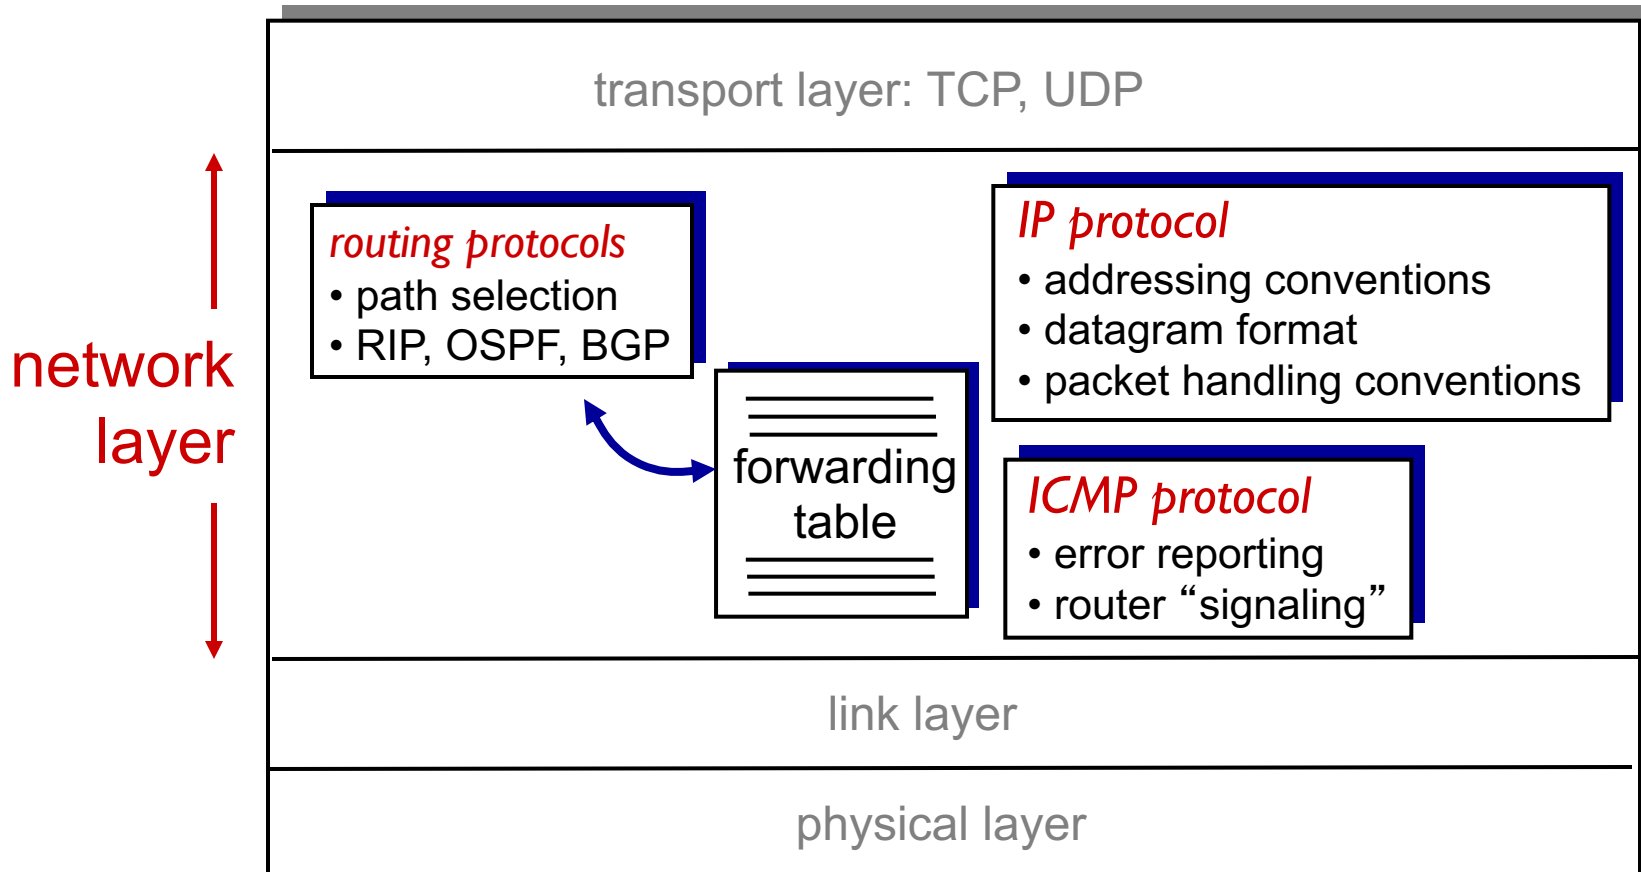 transport layer: TCP, UDP
network
layer
routing protocols
• path selection
• RIP, OSPF, BGP
forwarding
table
IP protocol
• addressing conventions
• datagram format
• packet handling conventions
ICMP protocol
• error reporting
• router “signaling”
link layer
physical layer